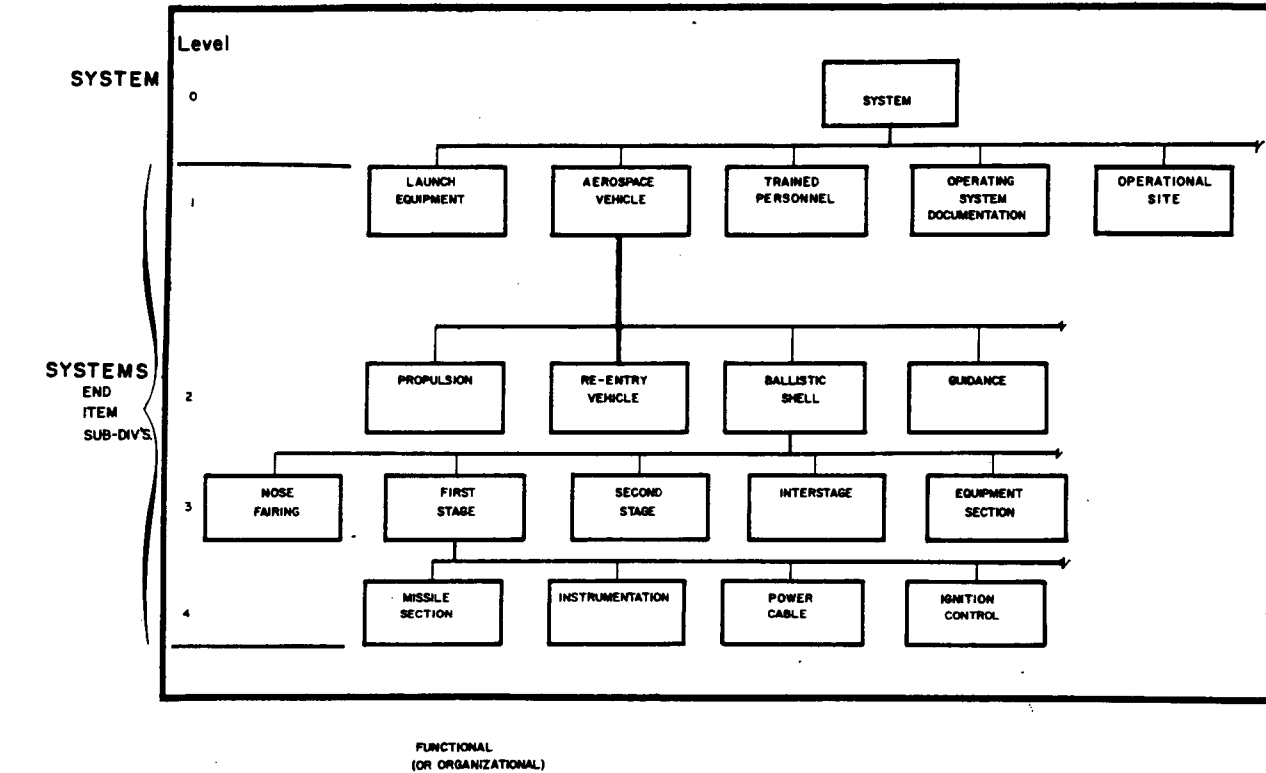 Level
SYSTEM
0
SYSTEM
LAUNCH
EQUIPMENT
AEROSPACE
VEHICLE
TRAINED
PERSONNEL
OPERATING
SYSTEM
DOCUMENTATION
OPERATIONAL
SITE
1
SYSTEMS
END
ITEM
SUB-DIV'S.
2
PROPULSION
RE-ENTRY
VEHICLE
BALLISTIC
SHELL
GUIDANCE
3
NOSE
FAIRING
FIRST
STAGE
SECOND
STAGE
INTERSTAGE
EQUIPMENT
SECTION
4
MISSILE
SECTION
INSTRUMENTATION
POWER
CABLE
IGNITION
CONTROL
FUNCTIONAL
(OR ORGANIZATIONAL)